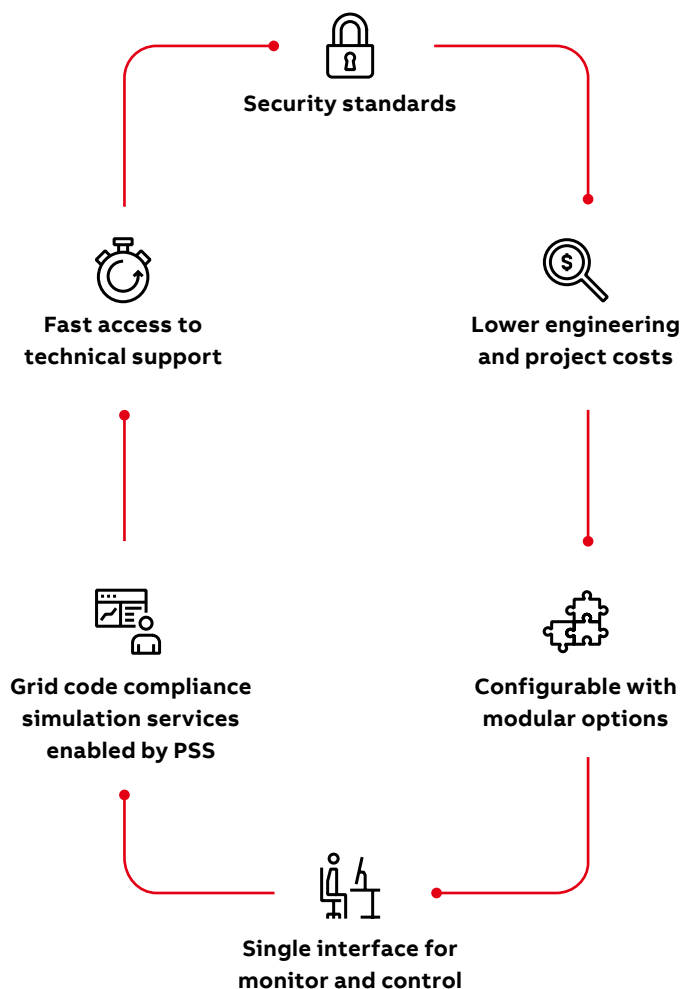 Security standards
Fast access to
technical support
Lower engineering
and project costs
$
Grid code compliance
simulation services
enabled by PSS
Configurable with
modular options
Single interface for
monitor and control